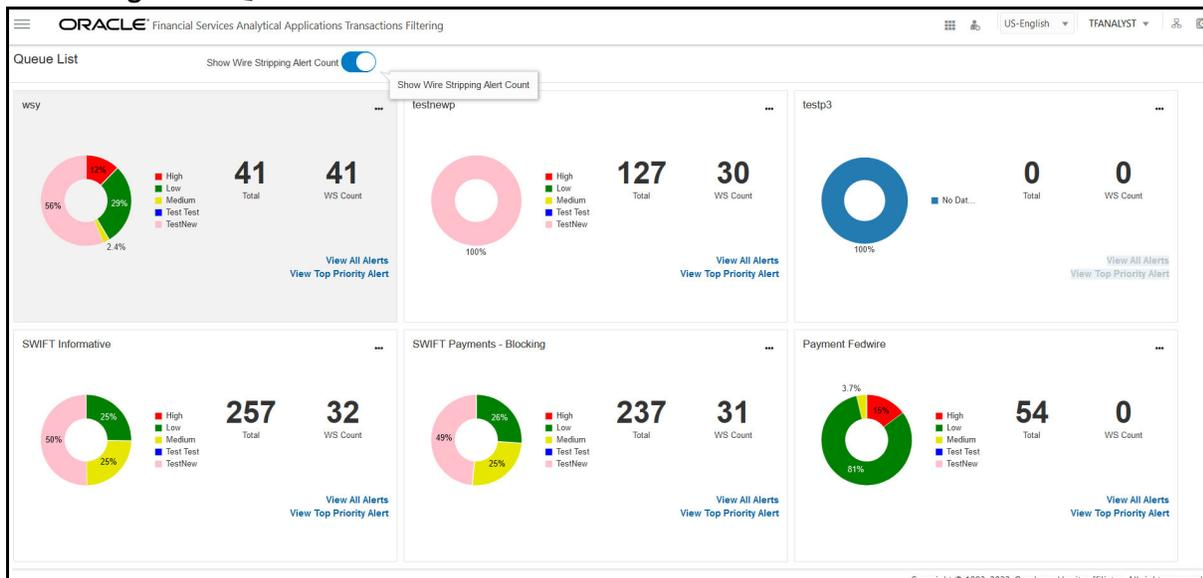 ORACLE® Financial Services Analytical Applications Transactions Filtering
US-English
TFANALYST
Queue List
Show Wire Stripping Alert Count
Show Wire Stripping Alert Count
wsy
...
12%
29%
2.4%
56%
High
Low
Medium
Test Test
TestNew
41
Total
41
WS Count
View All Alerts
View Top Priority Alert
testnewp
...
100%
High
Low
Medium
Test Test
TestNew
127
Total
30
WS Count
View All Alerts
View Top Priority Alert
testp3
...
100%
No Dat...
0
Total
0
WS Count
View All Alerts
View Top Priority Alert
SWIFT Informative
...
25%
25%
50%
High
Low
Medium
Test Test
TestNew
257
Total
32
WS Count
View All Alerts
View Top Priority Alert
SWIFT Payments - Blocking
...
26%
25%
49%
High
Low
Medium
Test Test
TestNew
237
Total
31
WS Count
View All Alerts
View Top Priority Alert
Payment Fedwire
...
3.7%
15%
81%
High
Low
Medium
Test Test
TestNew
54
Total
0
WS Count
View All Alerts
View Top Priority Alert